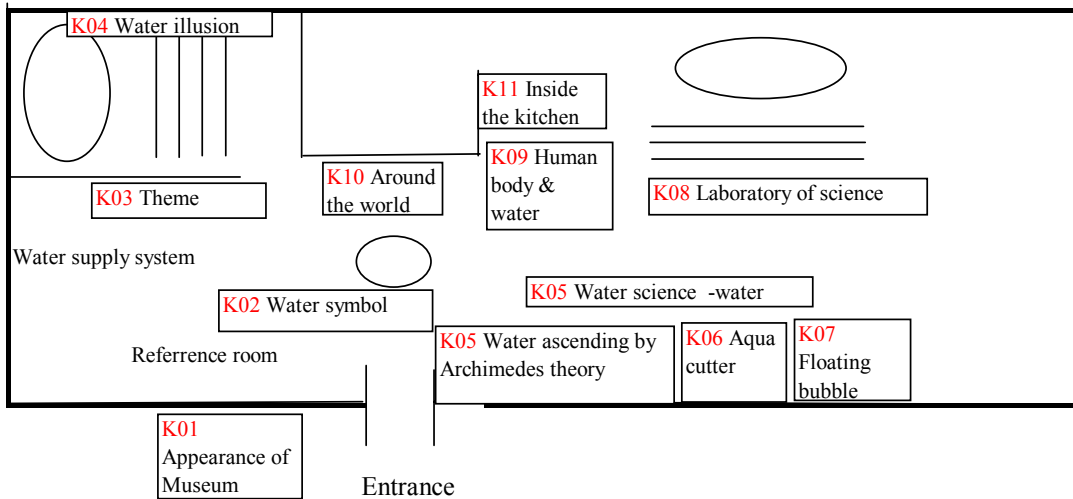 K04 Water illusion
K11 Inside
the kitchen
K09 Human
body &
water
K10 Around
the world
K03 Theme
K08 Laboratory of science
Water supply system
K05 Water science -water
K02 Water symbol
K05 Water ascending by
Archimedes theory
K06 Aqua
cutter
K07
Floating
bubble
Referrence room
K01
Appearance of
Museum
Entrance